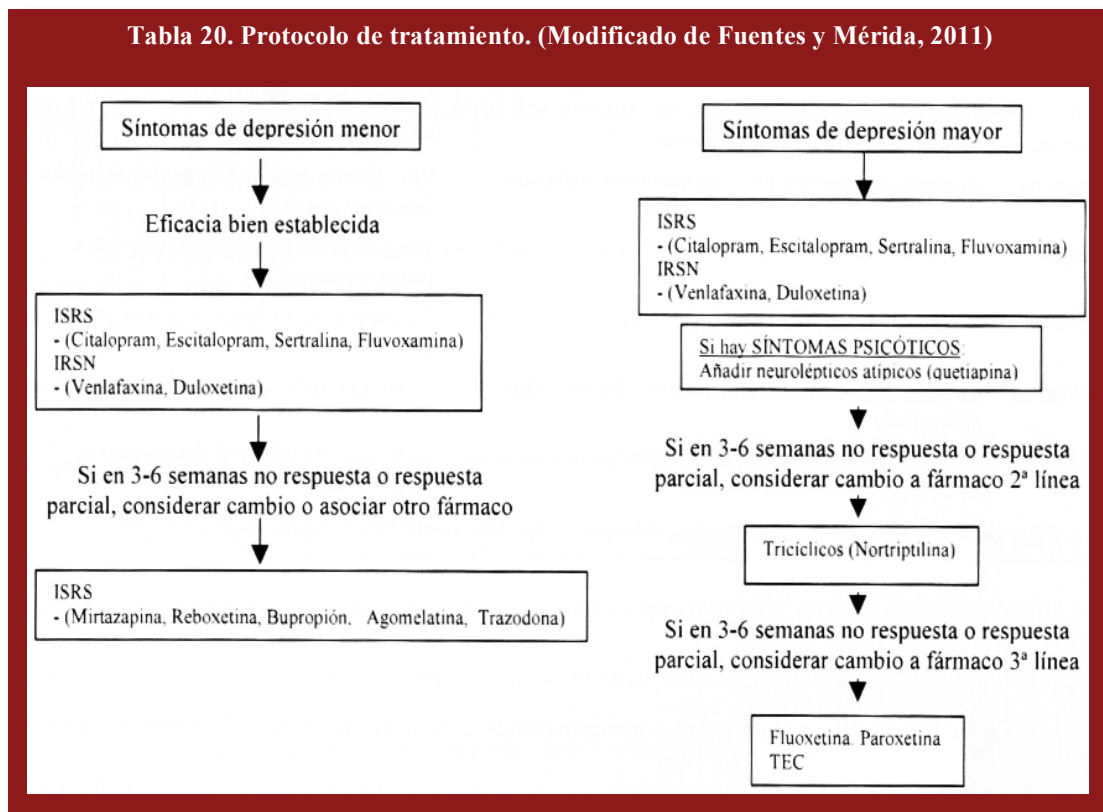 Tabla 20. Protocolo de tratamiento. (Modificado de Fuentes y Mérida, 2011)
Síntomas de depresión menor
Eficacia bien establecida
ISRS
- (Citalopram, Escitalopram, Sertralina, Fluvoxamina)
IRSN
- (Venlafaxina, Duloxetina)
Si en 3-6 semanas no respuesta o respuesta
parcial, considerar cambio o asociar otro fármaco
ISRS
- (Mirtazapina, Reboxetina, Bupropión, Agomelatina, Trazodona)
Síntomas de depresión mayor
ISRS
- (Citalopram, Escitalopram, Sertralina, Fluvoxamina)
IRSN
- (Venlafaxina, Duloxetina)
Si hay SÍNTOMAS PSICÓTICOS:
Añadir neurolépticos atípicos (quetiapina)
Si en 3-6 semanas no respuesta o respuesta
parcial, considerar cambio a fármaco 2ª línea
Tricíclicos (Nortriptilina)
Si en 3-6 semanas no respuesta o respuesta
parcial, considerar cambio a fármaco 3ª línea
Fluoxetina. Paroxetina
TEC